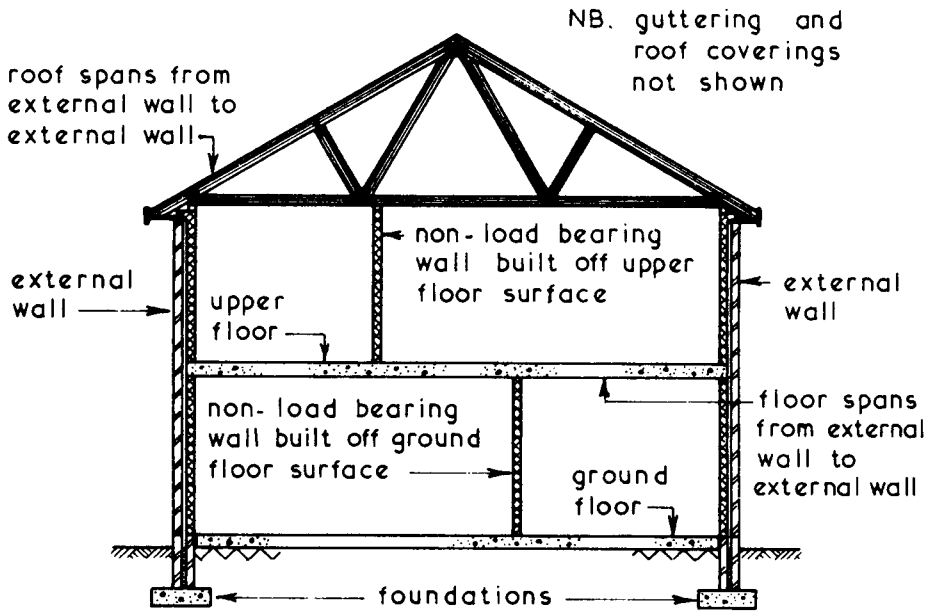 NB. guttering and
roof coverings
not shown
roof spans from
external wall to
external wall
non-load bearing
wall built off upper
floor surface
external
wall
upper
floor
external
wall
non-load bearing
wall built off ground
floor surface
floor spans
from external
wall to
external wall
ground
floor
foundations